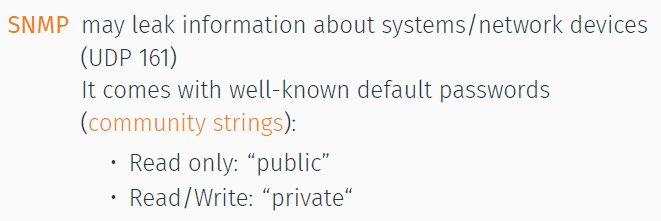 SNMP may leak information about systems/network devices
(UDP 161)
It comes with well-known default passwords
(community strings):
• Read only: “public”
• Read/Write: “private“